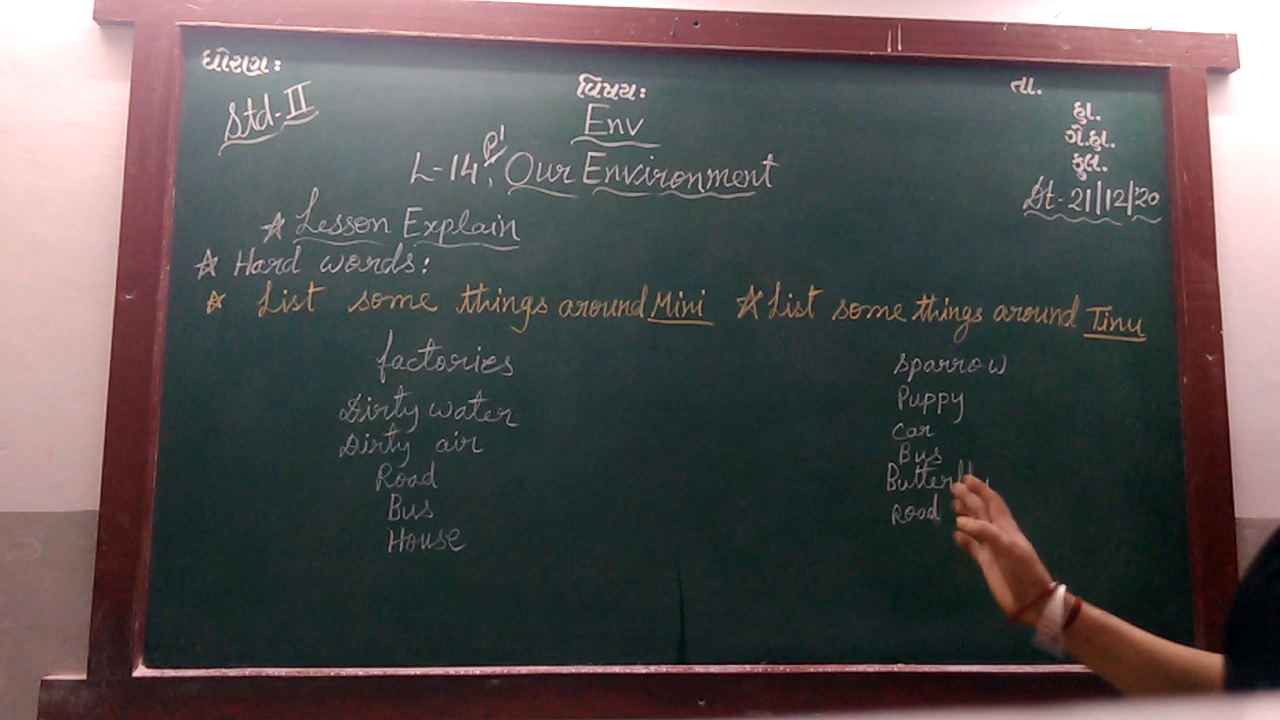 ધોરણ:
વિષય:
તા.
Std-II
Env
હા.
ગે.હા.
કુલ.
L-14, P' Our Environment
Dt-21/12/'20
☆ Lesson Explain
☆ Hard words:
☆ List some things around Mini
☆ List some things around Tinu
factories
Dirty water
Dirty air
Road
Bus
House
sparrow
Puppy
car
Bus
Butterfly
Road